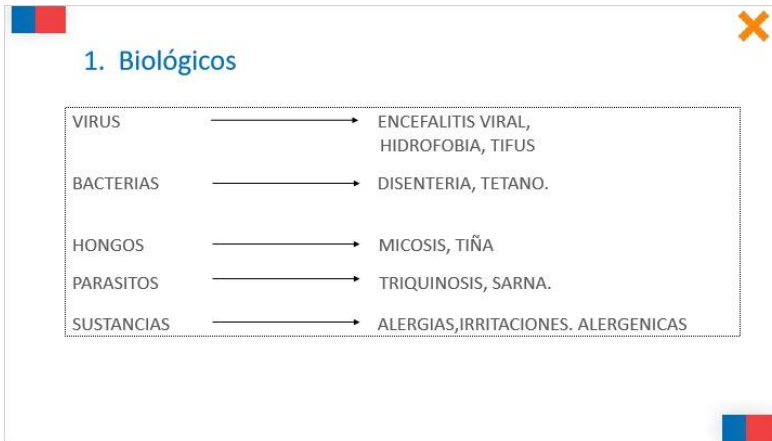 1. Biológicos
VIRUS ENCEFALITIS VIRAL,
HIDROFOBIA, TIFUS
BACTERIAS DISENTERIA, TETANO.
HONGOS MICOSIS, TIÑA
PARASITOS TRIQUINOSIS, SARNA.
SUSTANCIAS ALERGIAS,IRRITACIONES. ALERGENICAS